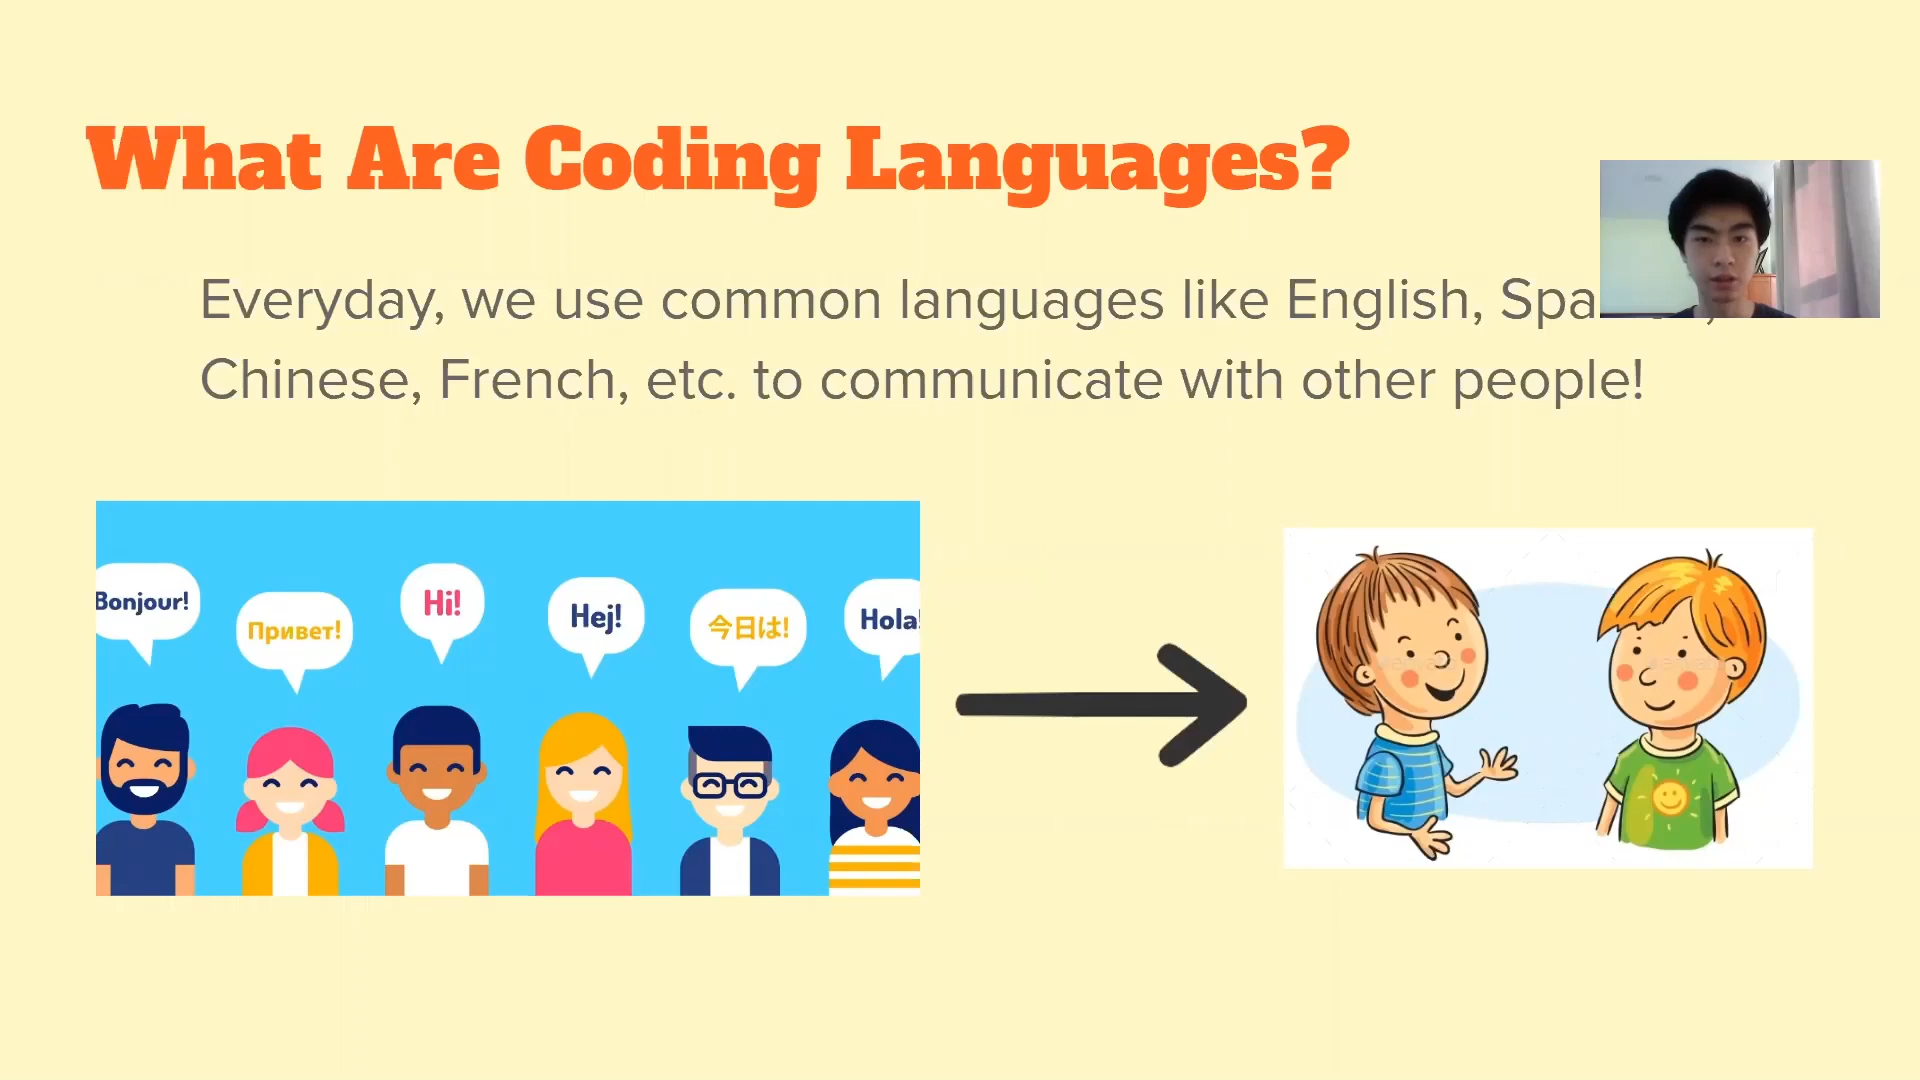 What Are Coding Languages?
Everyday, we use common languages like English,
Chinese, French, etc. to communicate with other people!
Bonjour!
Привет!
Hi!
Hej!
今日は!
Hola!